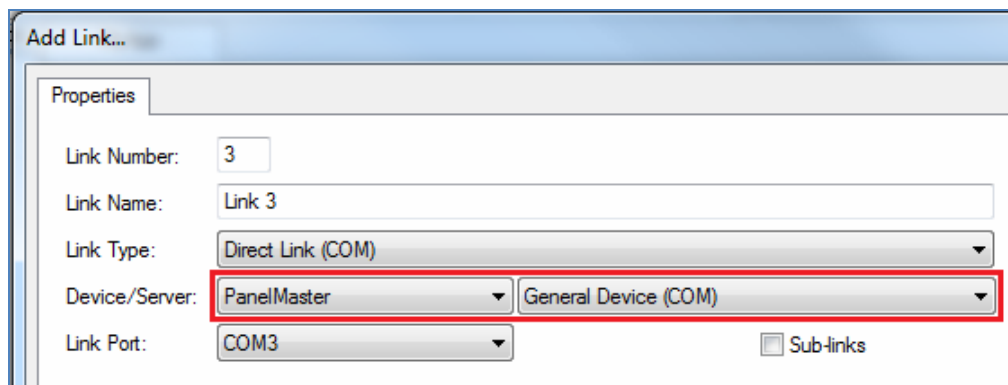 Add Link...
Properties
Link Number: 3
Link Name: Link 3
Link Type: Direct Link (COM)
Device/Server: PanelMaster General Device (COM)
Link Port: COM3 Sub-links